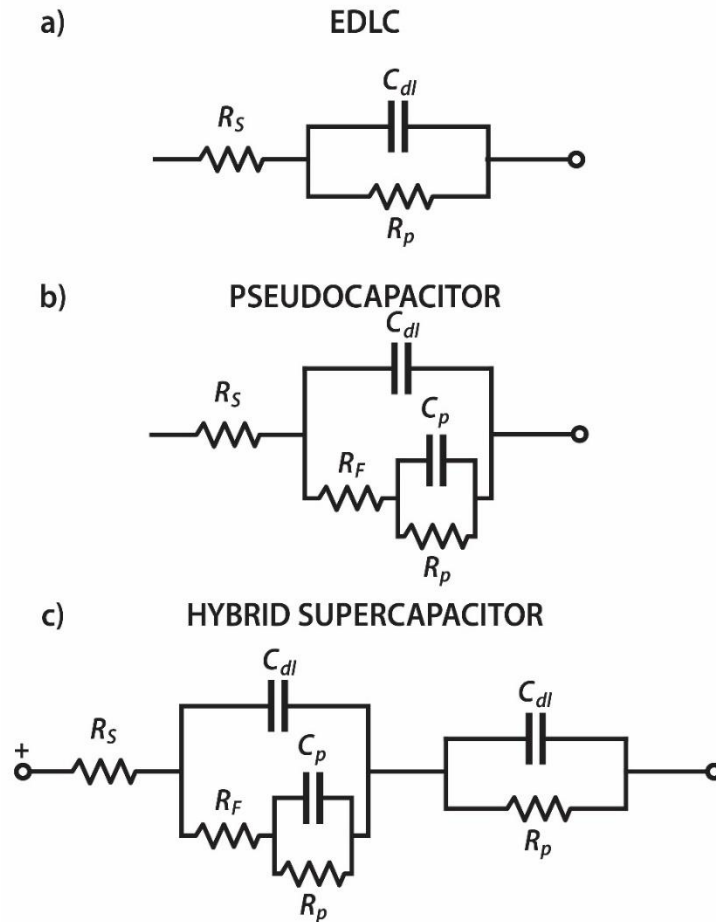 a) EDLC
C_dl
R_S
R_p
b) PSEUDOCAPACITOR
C_dl
R_S
C_p
R_F
R_p
c) HYBRID SUPERCAPACITOR
C_dl
C_dl
+ R_S
C_p
R_F
R_p
R_p